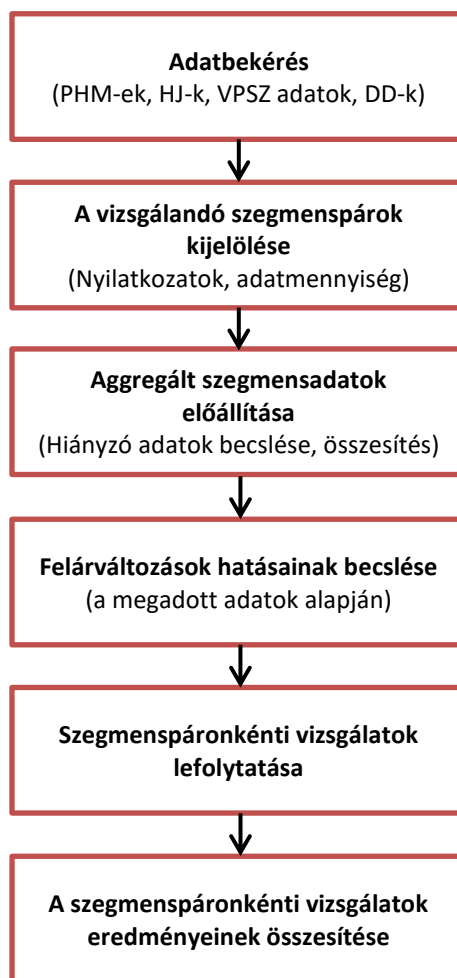 Adatbekérés
(PHM-ek, HJ-k, VPSZ adatok, DD-k)
A vizsgálandó szegmenspárok
kijelölése
(Nyilatkozatok, adatmennyiség)
Aggregált szegmensadatok
előállítása
(Hiányzó adatok becslése, összesítés)
Felárváltozások hatásainak becslése
(a megadott adatok alapján)
Szegmenspáronkénti vizsgálatok
lefolytatása
A szegmenspáronkénti vizsgálatok
eredményeinek összesítése